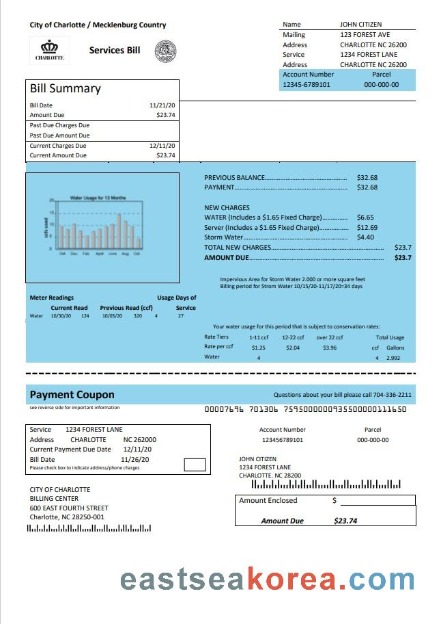 City of Charlotte / Mecklenburg Country
CHARLOTTE
Services Bill
Name JOHN CITIZEN
Mailing 123 FOREST AVE
Address CHARLOTTE NC 26200
Service 1234 FOREST LANE
Address CHARLOTTE NC 26200
Account Number Parcel
12345-6789101 000-000-00
Bill Summary
Bill Date 11/21/20
Amount Due $23.74
Past Due Charges Due
Past Due Amount Due
Current Charges Due 12/11/20
Current Amount Due $23.74
Water Usage for 13 Months
PREVIOUS BALANCE $32.68
PAYMENT $32.68
NEW CHARGES
WATER (Includes a $1.65 Fixed Charge) $6.65
Server (Includes a $1.65 Fixed Charge) $12.69
Storm Water $4.40
TOTAL NEW CHARGES $23.7
AMOUNT DUE $23.7
Impervious Area for Storm Water 2.000 or more square feet
Billing period for Strom Water 10/15/20-11/17/20=34 days
Meter Readings Usage Days of
Current Read Previous Read (ccf) Service
Water 10/30/20 124 10/03/20 320 4 27
Your water usage for this period that is subject to conservation rates:
Rate Tiers 1-11 ccf 12-22 ccf over 22 ccf Total Usage
Rate per ccf $1.25 $2.04 $3.96 ccf Gallons
Water 4 4 2.992
Payment Coupon
Questions about your bill please call 704-336-2211
see reverse side for important information
Service 1234 FOREST LANE
Address CHARLOTTE NC 262000
Current Payment Due Date 12/11/20
Bill Date 11/26/20
Please check box to indicate address/phone charges
Account Number Parcel
123456789101 000-00-00
JOHN CITIZEN
1234 FOREST LANE
CHARLOTTE, NC 28200
CITY OF CHARLOTTE
BILLING CENTER
600 EAST FOURTH STREET
Charlotte, NC 28250-001
Amount Enclosed $
Amount Due $23.74
eastseakorea.com